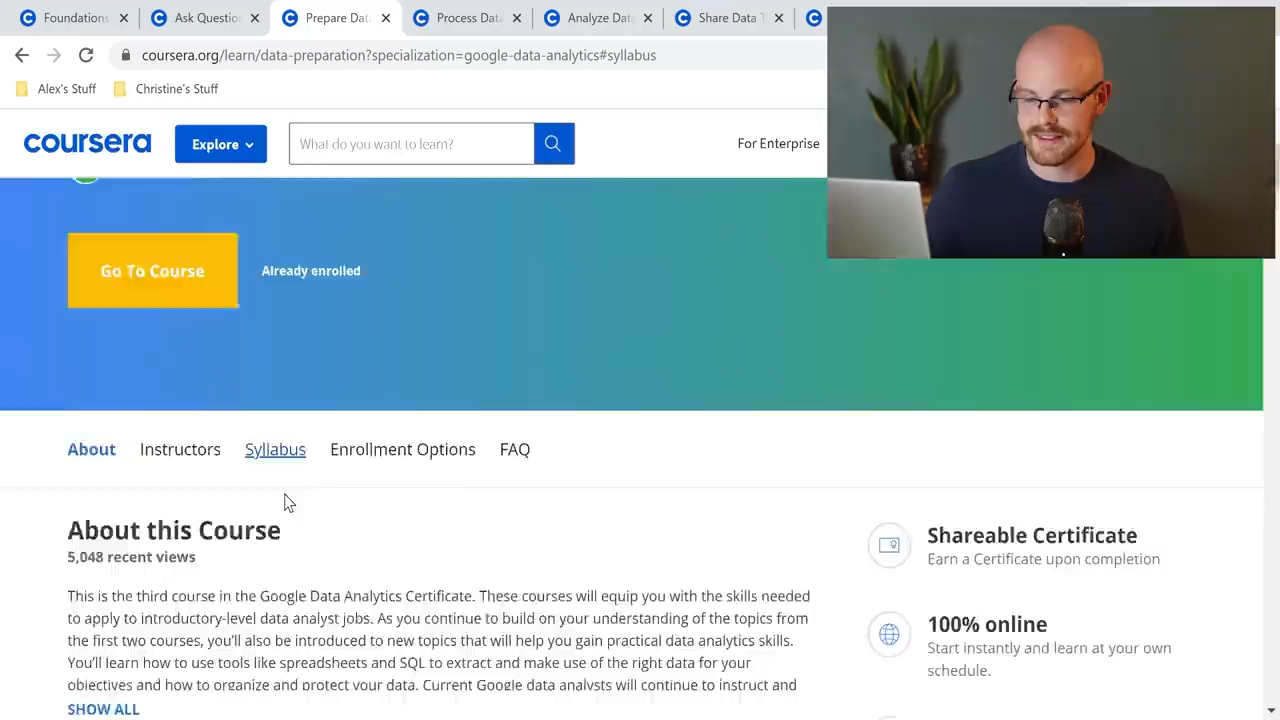 Foundations
Ask Questio
Prepare Dat
Process Data
Analyze Data
Share Data T
coursera.org/learn/data-preparation?specialization=google-data-analytics#syllabus
Alex's Stuff
Christine's Stuff
coursera
Explore
What do you want to learn?
For Enterprise
Go To Course
Already enrolled
About
Instructors
Syllabus
Enrollment Options
FAQ
About this Course
5,048 recent views
This is the third course in the Google Data Analytics Certificate. These courses will equip you with the skills needed
to apply to introductory-level data analyst jobs. As you continue to build on your understanding of the topics from
the first two courses, you'll also be introduced to new topics that will help you gain practical data analytics skills.
You'll learn how to use tools like spreadsheets and SQL to extract and make use of the right data for your
objectives and how to organize and protect your data. Current Google data analysts will continue to instruct and
SHOW ALL
Shareable Certificate
Earn a Certificate upon completion
100% online
Start instantly and learn at your own
schedule.